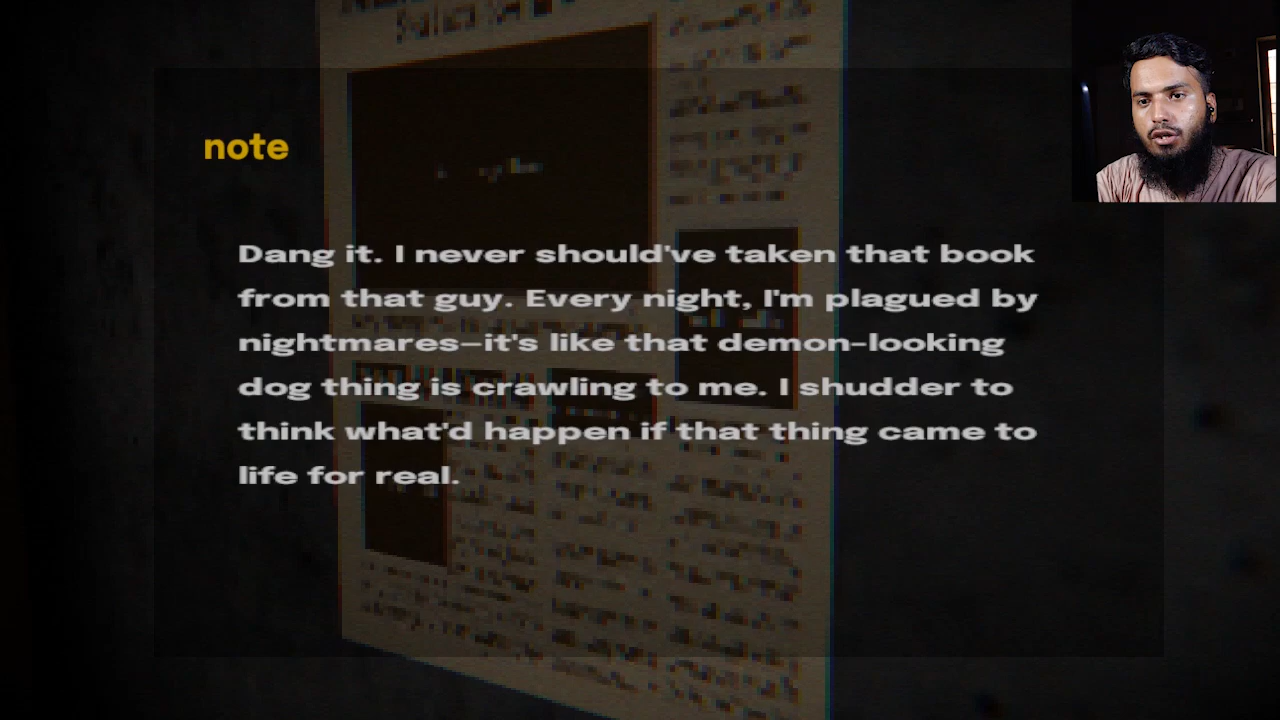 note
Dang it. I never should've taken that book
from that guy. Every night, I'm plagued by
nightmares—it's like that demon-looking
dog thing is crawling to me. I shudder to
think what'd happen if that thing came to
life for real.